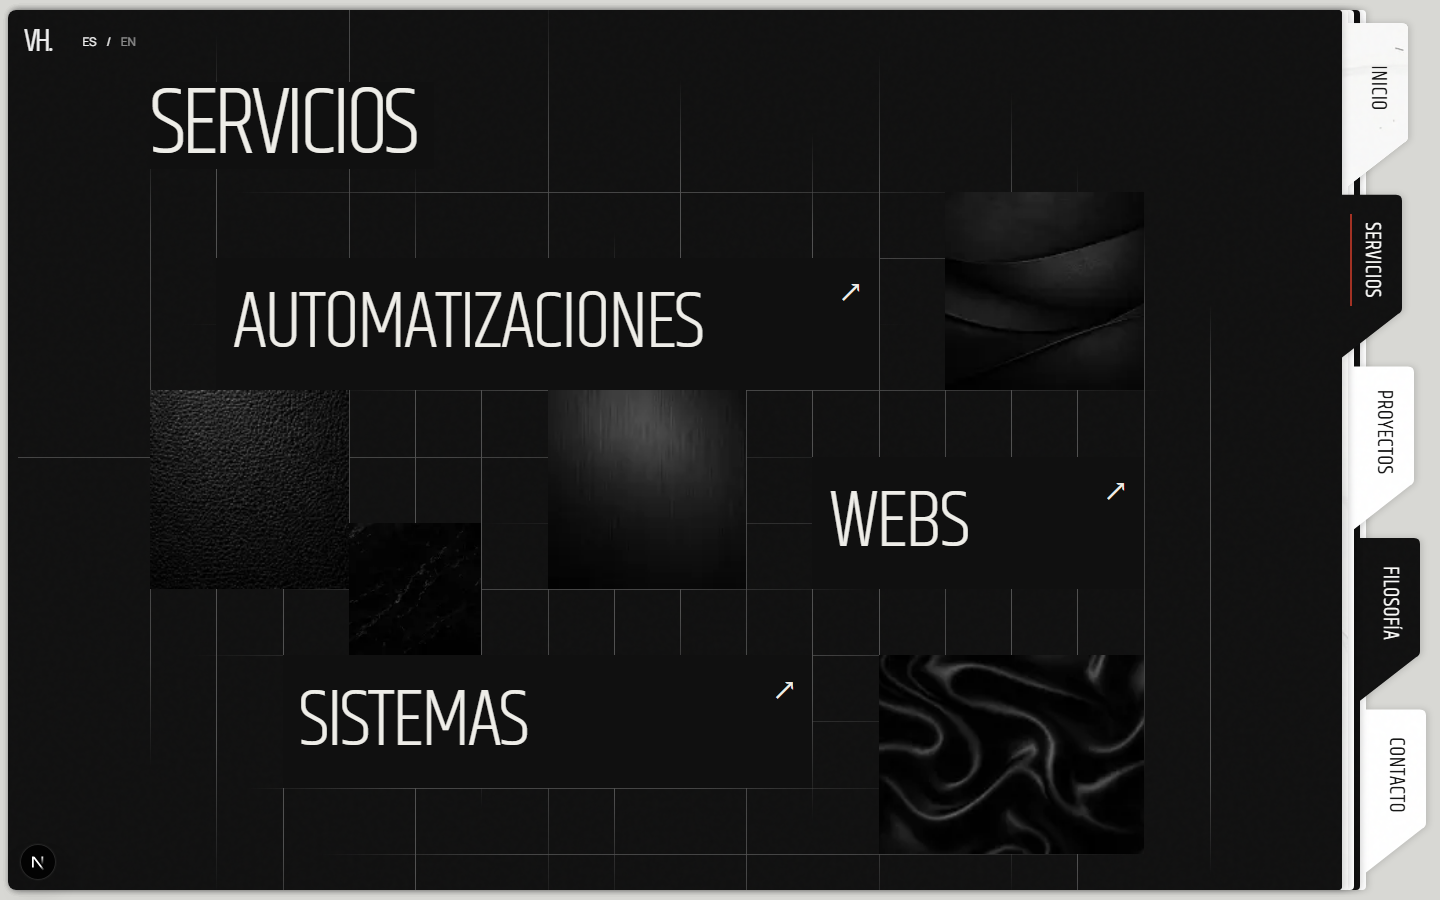 VH.
ES / EN
SERVICIOS
AUTOMATIZACIONES
WEBS
SISTEMAS
INICIO
SERVICIOS
PROYECTOS
FILOSOFÍA
CONTACTO
N